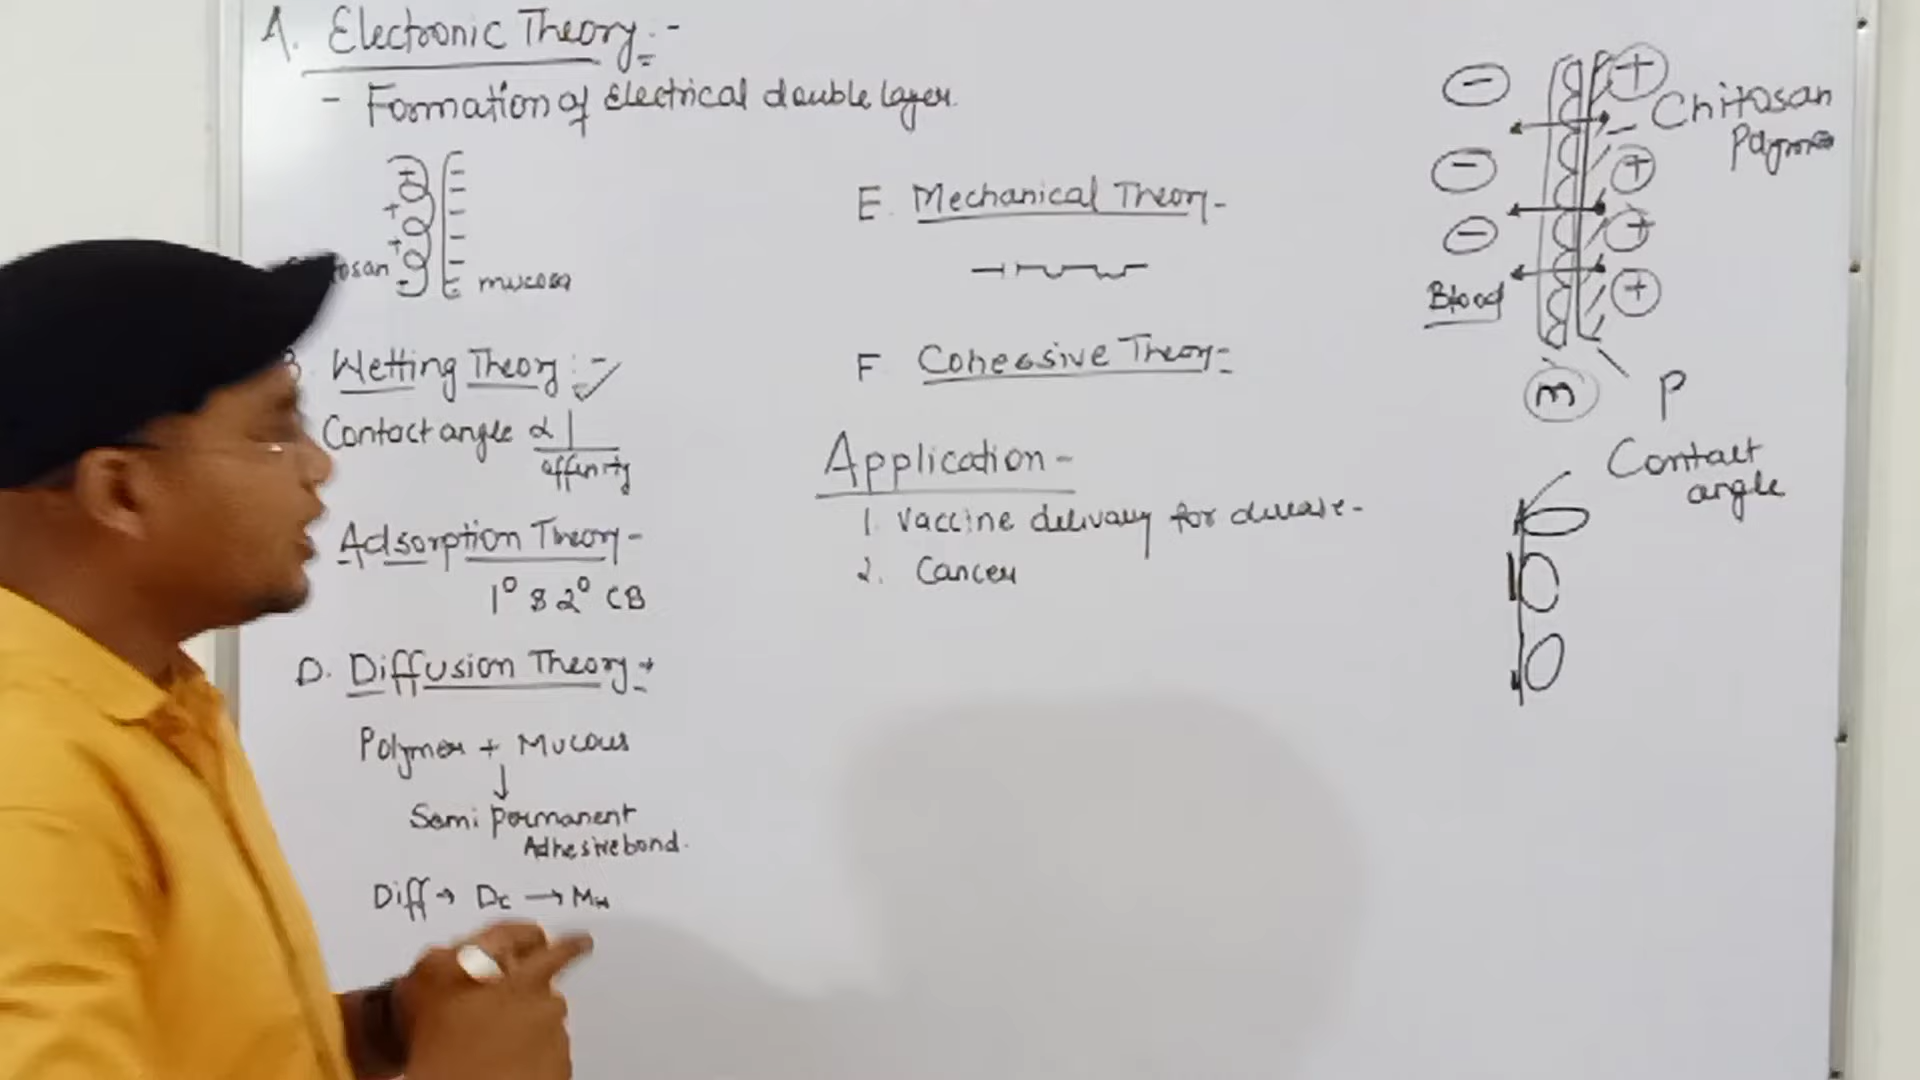 A. Electronic Theory:-
- Formation of Electrical double layer.
+
+
+
mucosa
B. Wetting Theory:-
Contact angle α 1
affinity
Adsorption Theory-
1° & 2° CB
D. Diffusion Theory
Polymer + Mucous
↓
Semi permanent
Adhesive bond.
Diff → Dc → Mw
E. Mechanical Theory-
F. Cohessive Theory-
Application-
1. Vaccine delivery for disease-
2. Cancer
- + Chitosan
Polymer
- +
- +
Blood +
m P
Contact
angle